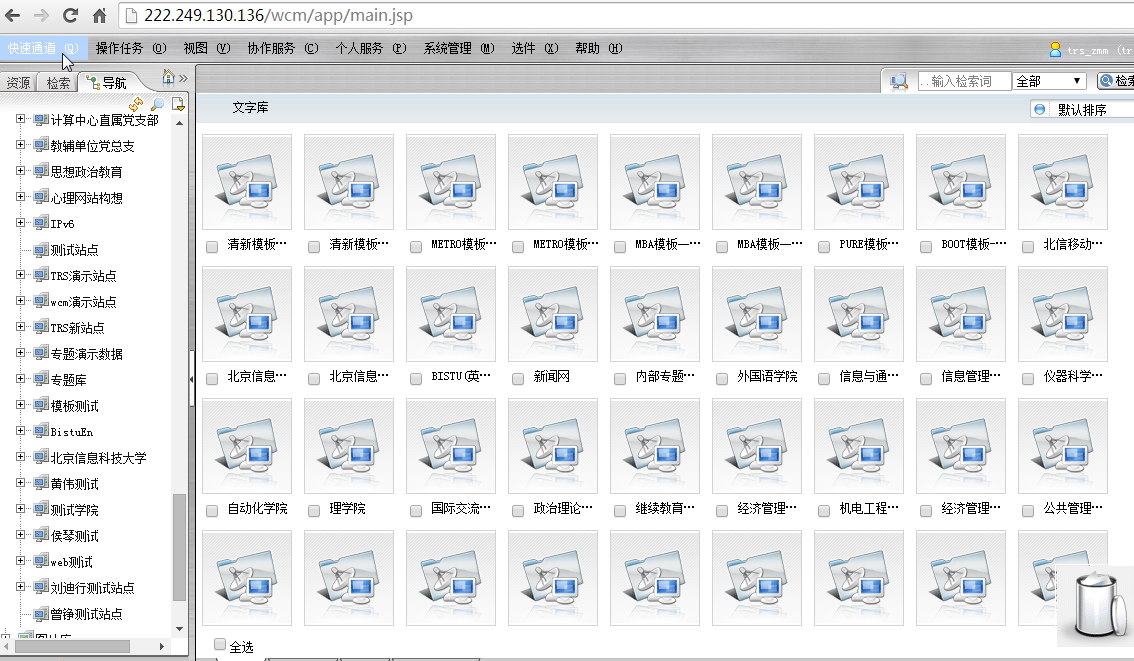 222.249.130.136/wcm/app/main.jsp
快速通道 (Q) 操作任务 (O) 视图 (V) 协作服务 (C) 个人服务 (P) 系统管理 (M) 选件 (X) 帮助 (H) trs_zmm (tr
资源 检索 导航 »
..输入检索词 全部 检索
文字库 默认排序
计算中心直属党支部
教辅单位党总支
思想政治教育
心理网站构想
IPv6
测试站点
TRS演示站点
wcm演示站点
TRS新站点
专题演示数据
专题库
模板测试
BistuEn
北京信息科技大学
黄伟测试
测试学院
侯琴测试
web测试
刘迪行测试站点
曾铮测试站点
图片库
清新模板… 清新模板… METRO模板… METRO模板… MBA模板—… MBA模板—… PURE模板… BOOT模板-… 北信移动…
北京信息… 北京信息… BISTU(英… 新闻网 内部专题… 外国语学院 信息与通… 信息管理… 仪器科学…
自动化学院 理学院 国际交流… 政治理论… 继续教育… 经济管理… 机电工程… 经济管理… 公共管理…
全选